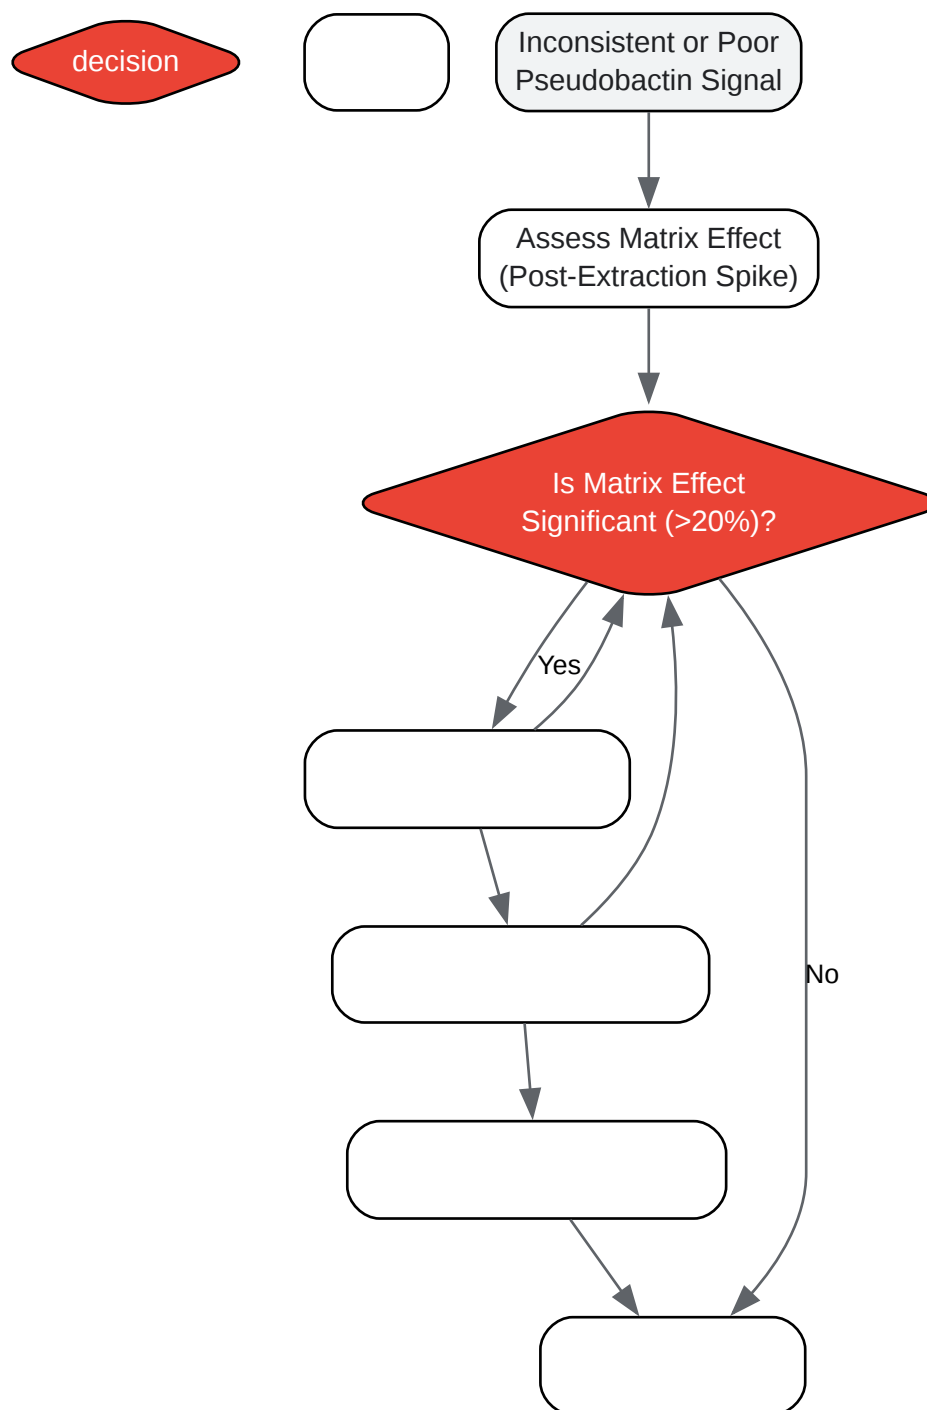 decision
Inconsistent or Poor
Pseudobactin Signal
Assess Matrix Effect
(Post-Extraction Spike)
Is Matrix Effect
Significant (>20%)?
Yes
No